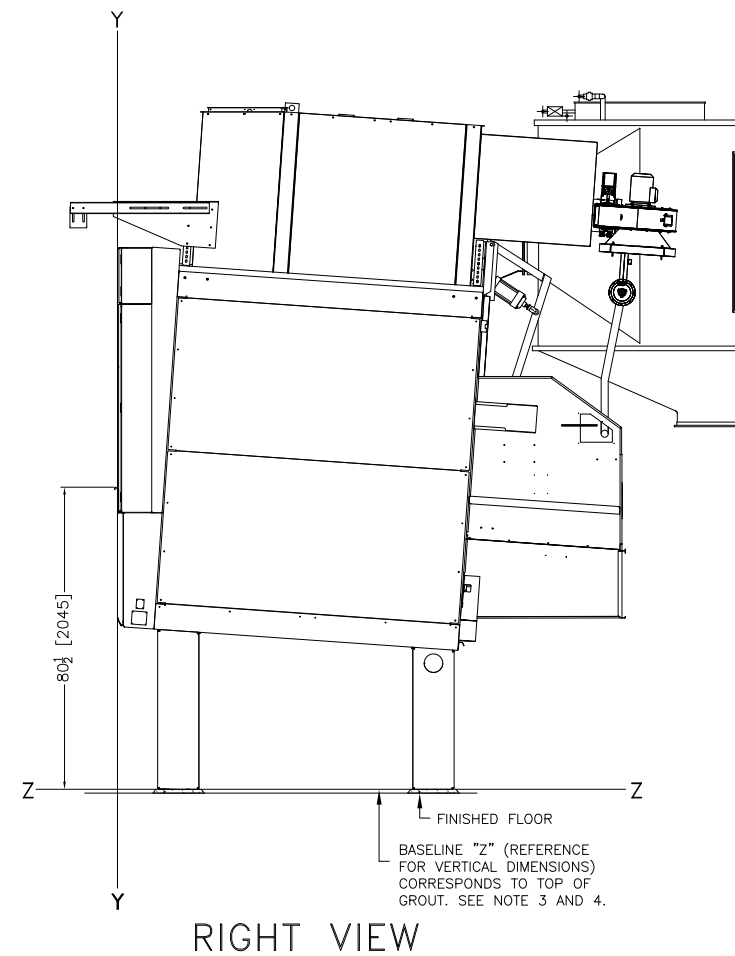 Y
80½ [2045]
Z
Z
FINISHED FLOOR
BASELINE "Z" (REFERENCE
FOR VERTICAL DIMENSIONS)
CORRESPONDS TO TOP OF
GROUT. SEE NOTE 3 AND 4.
Y
RIGHT VIEW